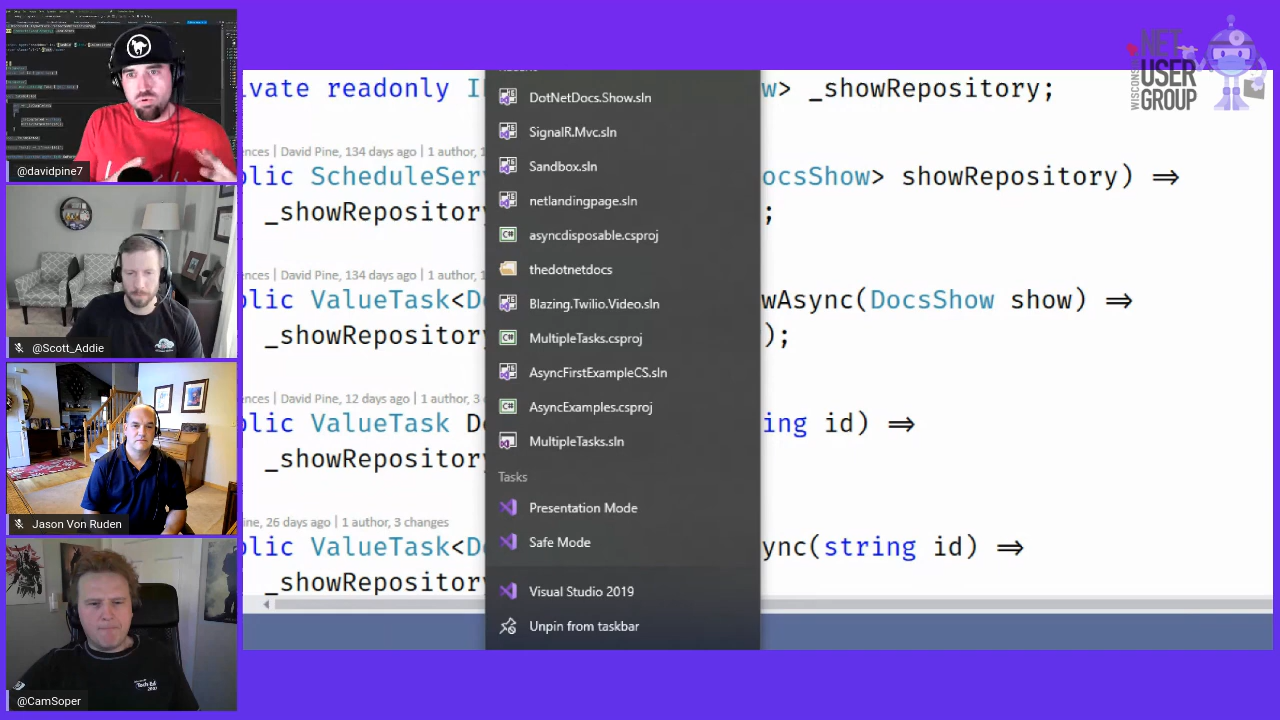 @davidpine7
@Scott_Addie
Jason Von Ruden
@CamSoper
WISCONSIN
.NET
USER
GROUP
ivate readonly I
w> _showRepository;
ences | David Pine, 134 days ago | 1 author, 1
blic ScheduleSer
ocsShow> showRepository) =>
_showRepository
;
ences | David Pine, 134 days ago | 1 author, 1
blic ValueTask<D
wAsync(DocsShow show) =>
_showRepository
);
ences | David Pine, 12 days ago | 1 author, 3 c
blic ValueTask D
ing id) =>
_showRepository
ine, 26 days ago | 1 author, 3 changes
blic ValueTask<D
ync(string id) =>
_showRepository
DotNetDocs.Show.sln
SignalR.Mvc.sln
Sandbox.sln
netlandingpage.sln
asyncdisposable.csproj
thedotnetdocs
Blazing.Twilio.Video.sln
MultipleTasks.csproj
AsyncFirstExampleCS.sln
AsyncExamples.csproj
MultipleTasks.sln
Tasks
Presentation Mode
Safe Mode
Visual Studio 2019
Unpin from taskbar